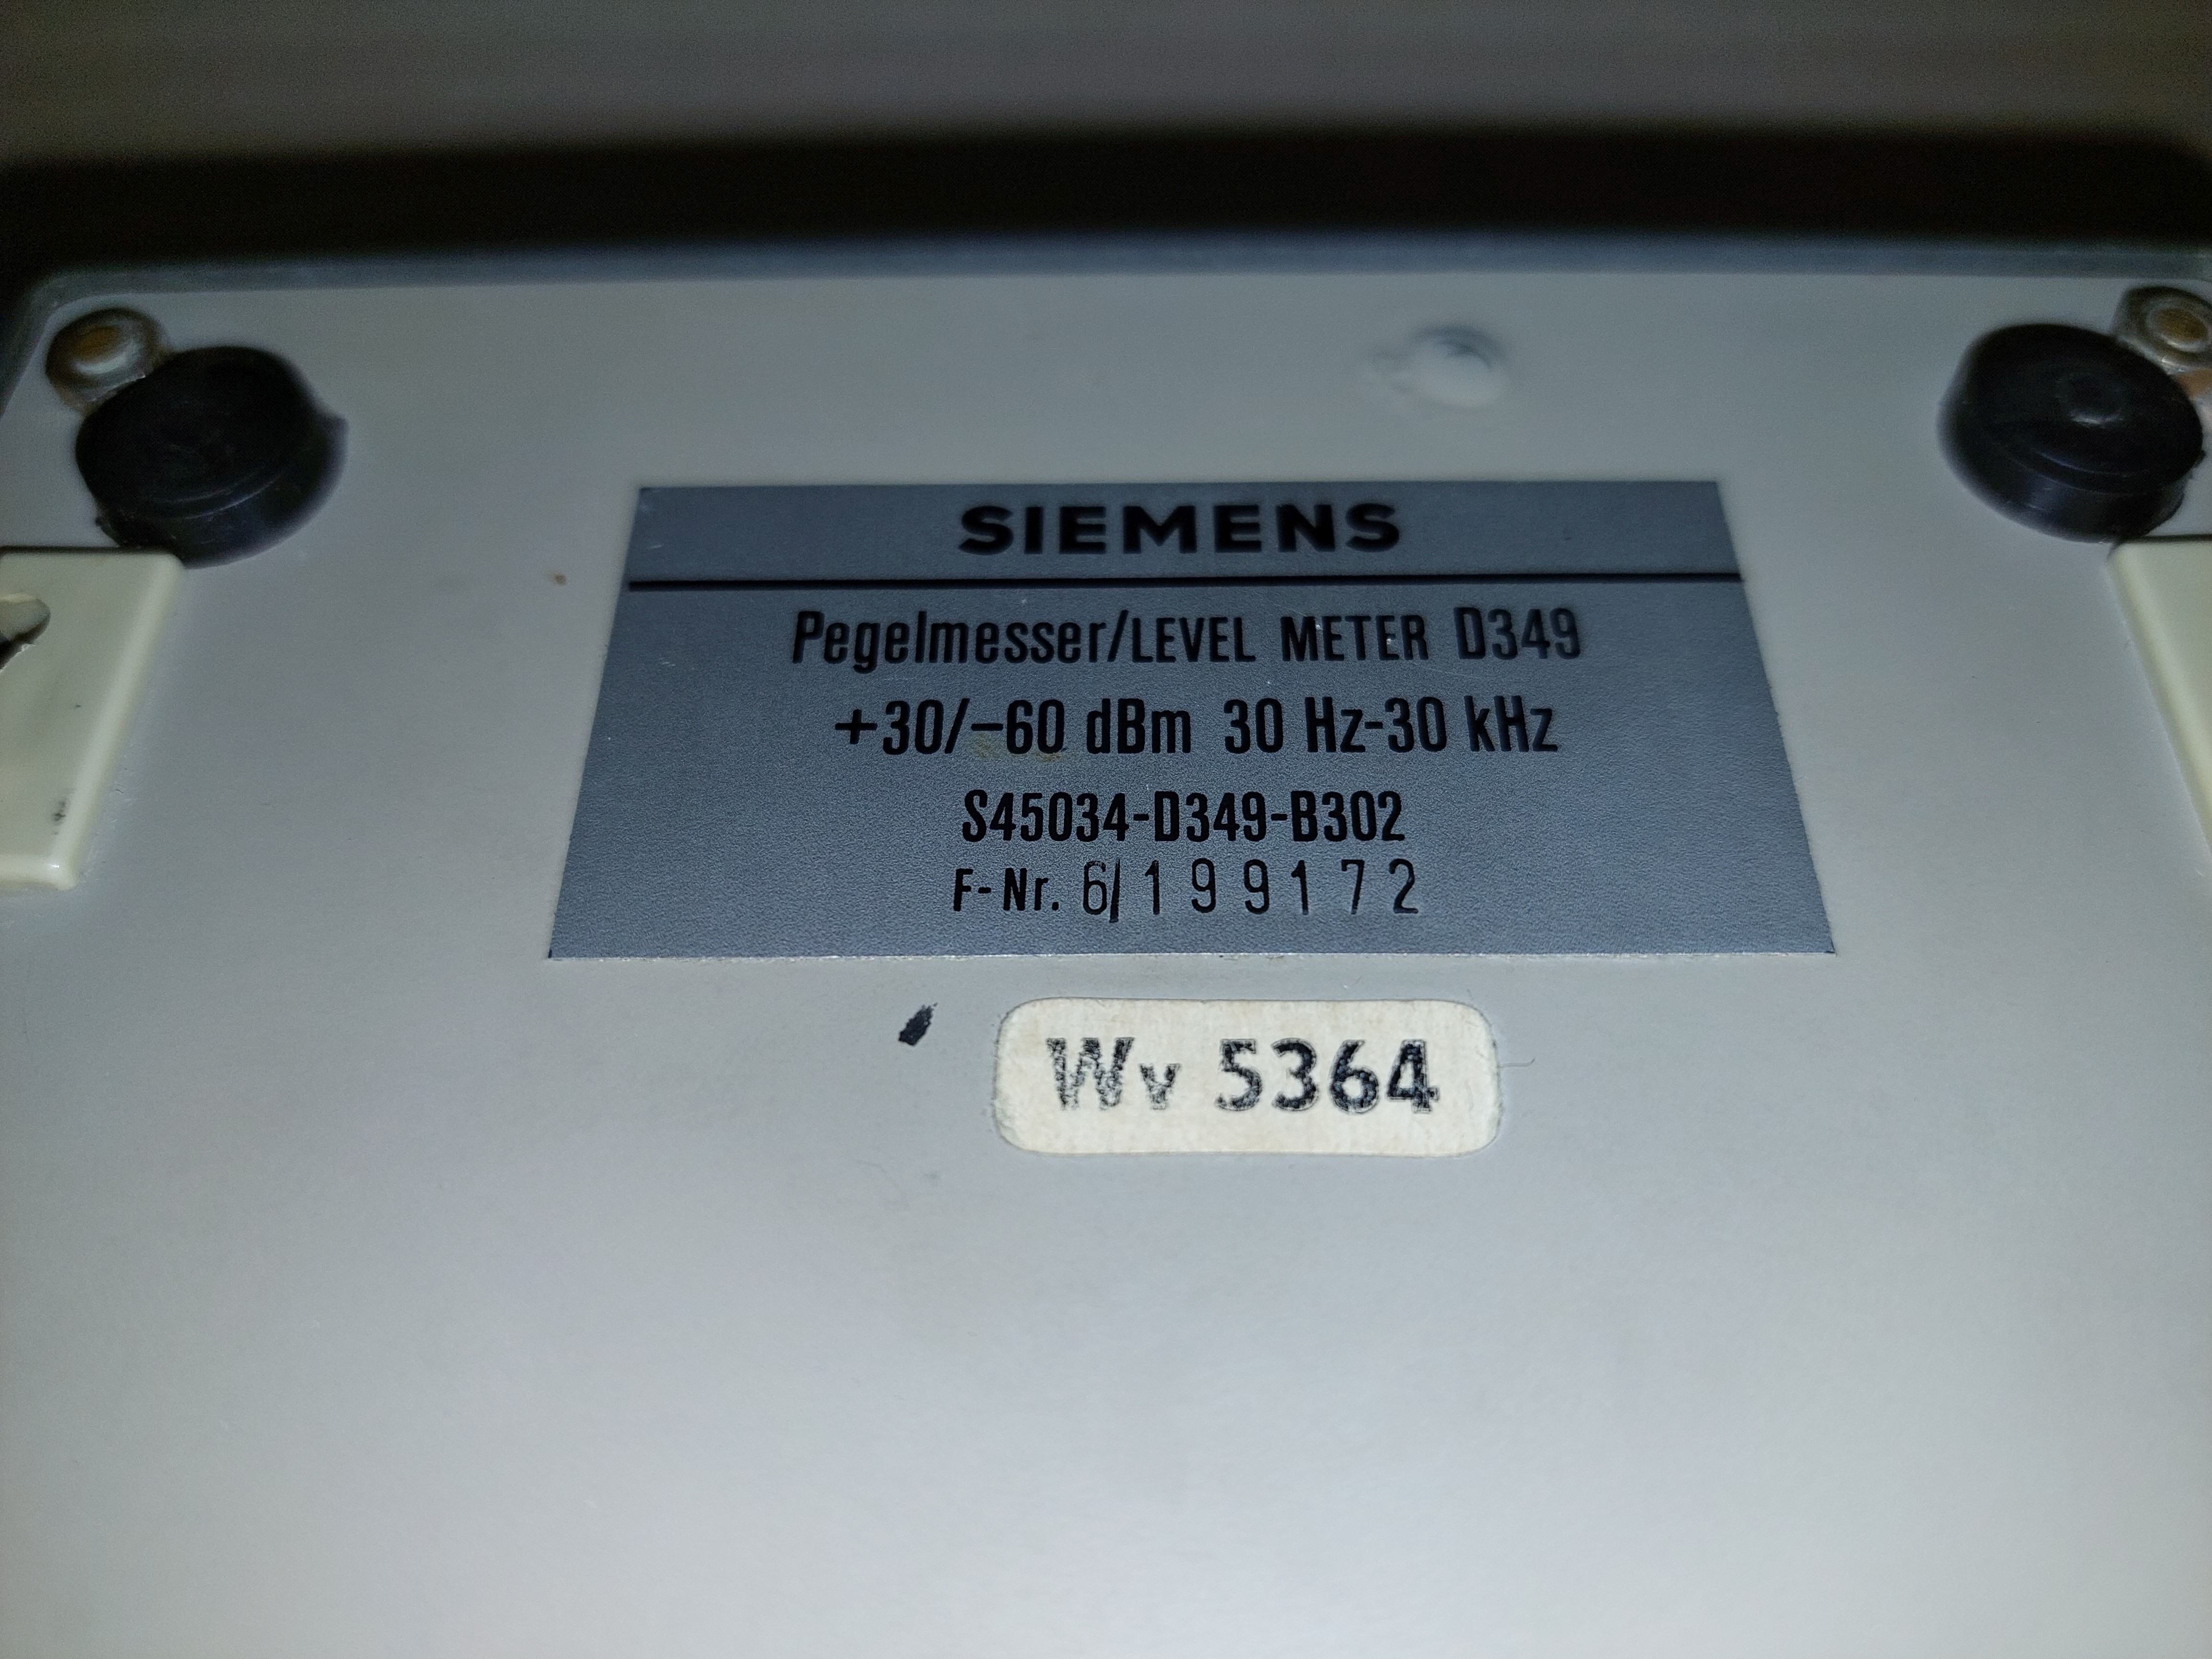 SIEMENS
Pegelmesser/LEVEL METER D349
+30/-60 dBm 30 Hz-30 kHz
S45034-D349-B302
F-Nr. 6/199172
Wv 5364